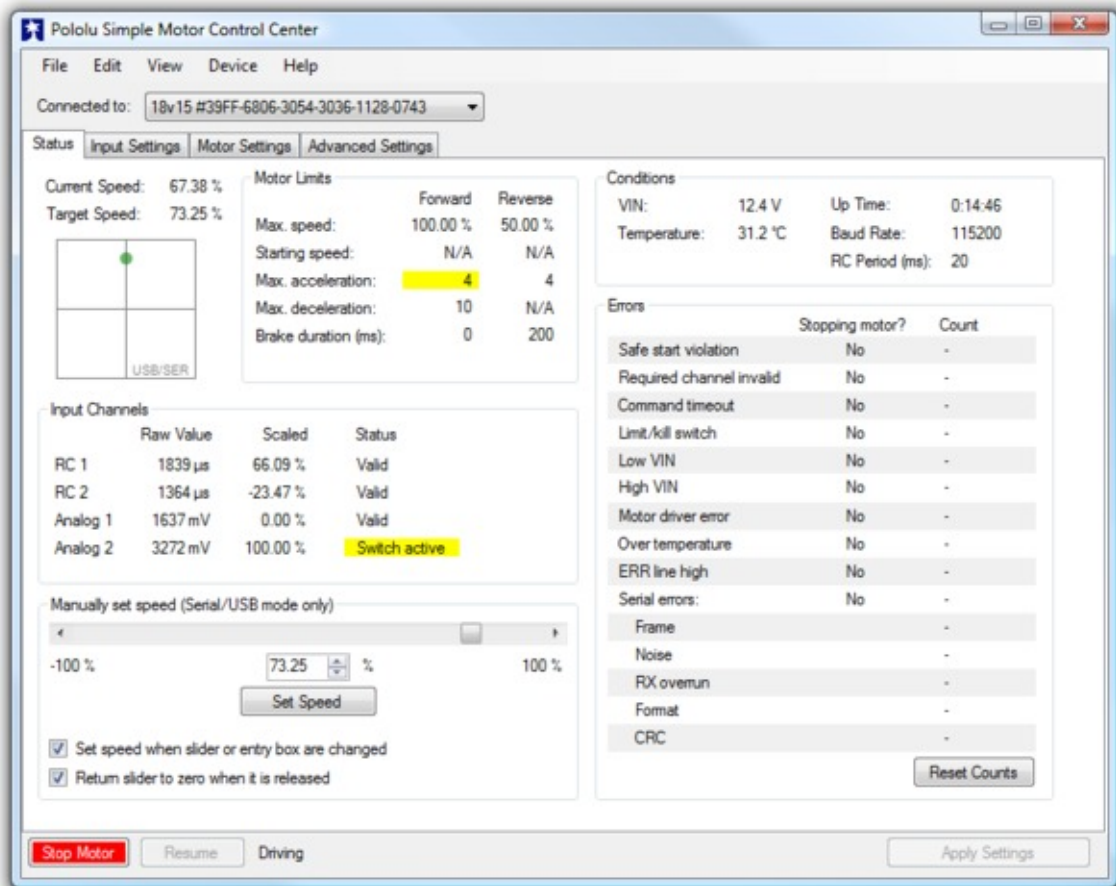 Pololu Simple Motor Control Center
File Edit View Device Help
Connected to: 18v15 #39FF-6806-3054-3036-1128-0743
Status Input Settings Motor Settings Advanced Settings
Current Speed: 67.38 %
Target Speed: 73.25 %
USB/SER
Motor Limits
Forward Reverse
Max. speed: 100.00 % 50.00 %
Starting speed: N/A N/A
Max. acceleration: 4 4
Max. deceleration: 10 N/A
Brake duration (ms): 0 200
Input Channels
Raw Value Scaled Status
RC 1 1839 µs 66.09 % Valid
RC 2 1364 µs -23.47 % Valid
Analog 1 1637 mV 0.00 % Valid
Analog 2 3272 mV 100.00 % Switch active
Manually set speed (Serial/USB mode only)
-100 % 73.25 % 100 %
Set Speed
Set speed when slider or entry box are changed
Return slider to zero when it is released
Conditions
VIN: 12.4 V Up Time: 0:14:46
Temperature: 31.2 °C Baud Rate: 115200
RC Period (ms): 20
Errors
Stopping motor? Count
Safe start violation No -
Required channel invalid No -
Command timeout No -
Limit/kill switch No -
Low VIN No -
High VIN No -
Motor driver error No -
Over temperature No -
ERR line high No -
Serial errors: No -
Frame -
Noise -
RX overrun -
Format -
CRC -
Reset Counts
Stop Motor Resume Driving Apply Settings